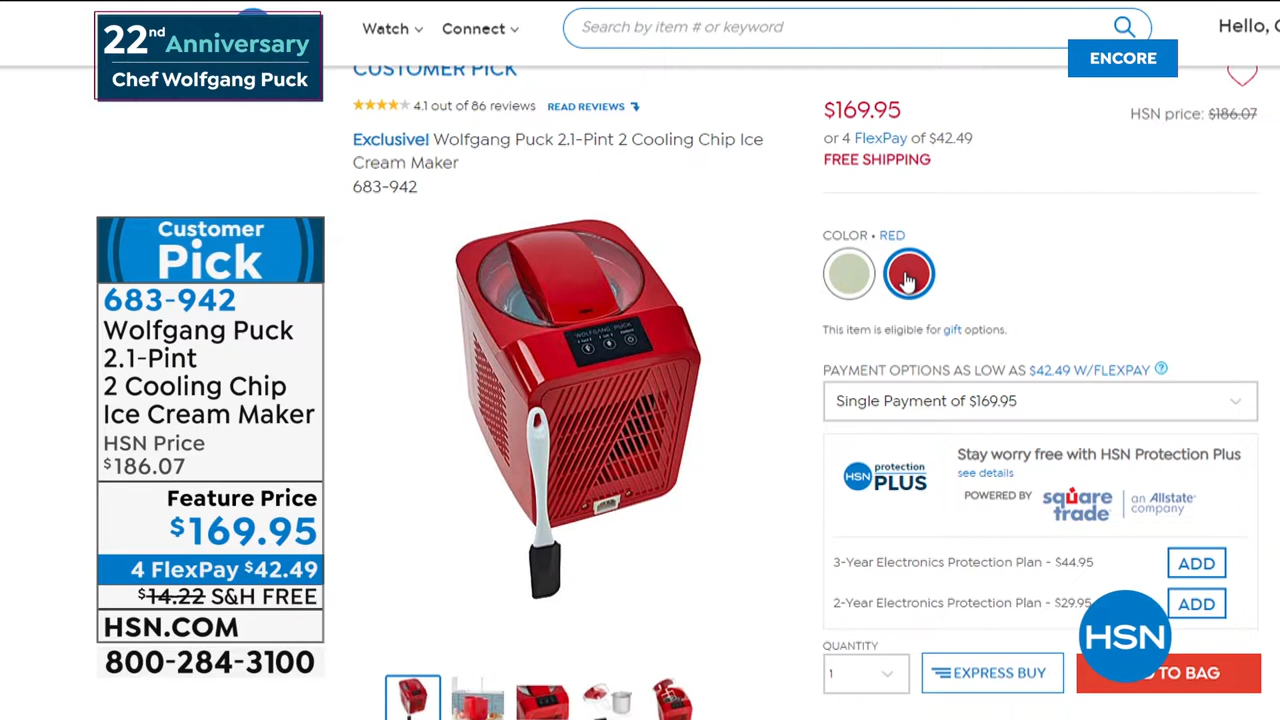 22nd Anniversary
Chef Wolfgang Puck
Watch
Connect
Search by item # or keyword
Hello,
ENCORE
CUSTOMER PICK
4.1 out of 86 reviews READ REVIEWS
Exclusive! Wolfgang Puck 2.1-Pint 2 Cooling Chip Ice
Cream Maker
683-942
$169.95
HSN price: $186.07
or 4 FlexPay of $42.49
FREE SHIPPING
Customer
Pick
683-942
Wolfgang Puck
2.1-Pint
2 Cooling Chip
Ice Cream Maker
HSN Price
$186.07
Feature Price
$169.95
4 FlexPay $42.49
$14.22 S&H FREE
HSN.COM
800-284-3100
WOLFGANG PUCK
COLOR • RED
This item is eligible for gift options.
PAYMENT OPTIONS AS LOW AS $42.49 W/FLEXPAY ?
Single Payment of $169.95
HSN protection PLUS
Stay worry free with HSN Protection Plus
see details
POWERED BY square trade | an Allstate company
3-Year Electronics Protection Plan - $44.95 ADD
2-Year Electronics Protection Plan - $29.95 ADD
HSN
QUANTITY
1
EXPRESS BUY
TO BAG